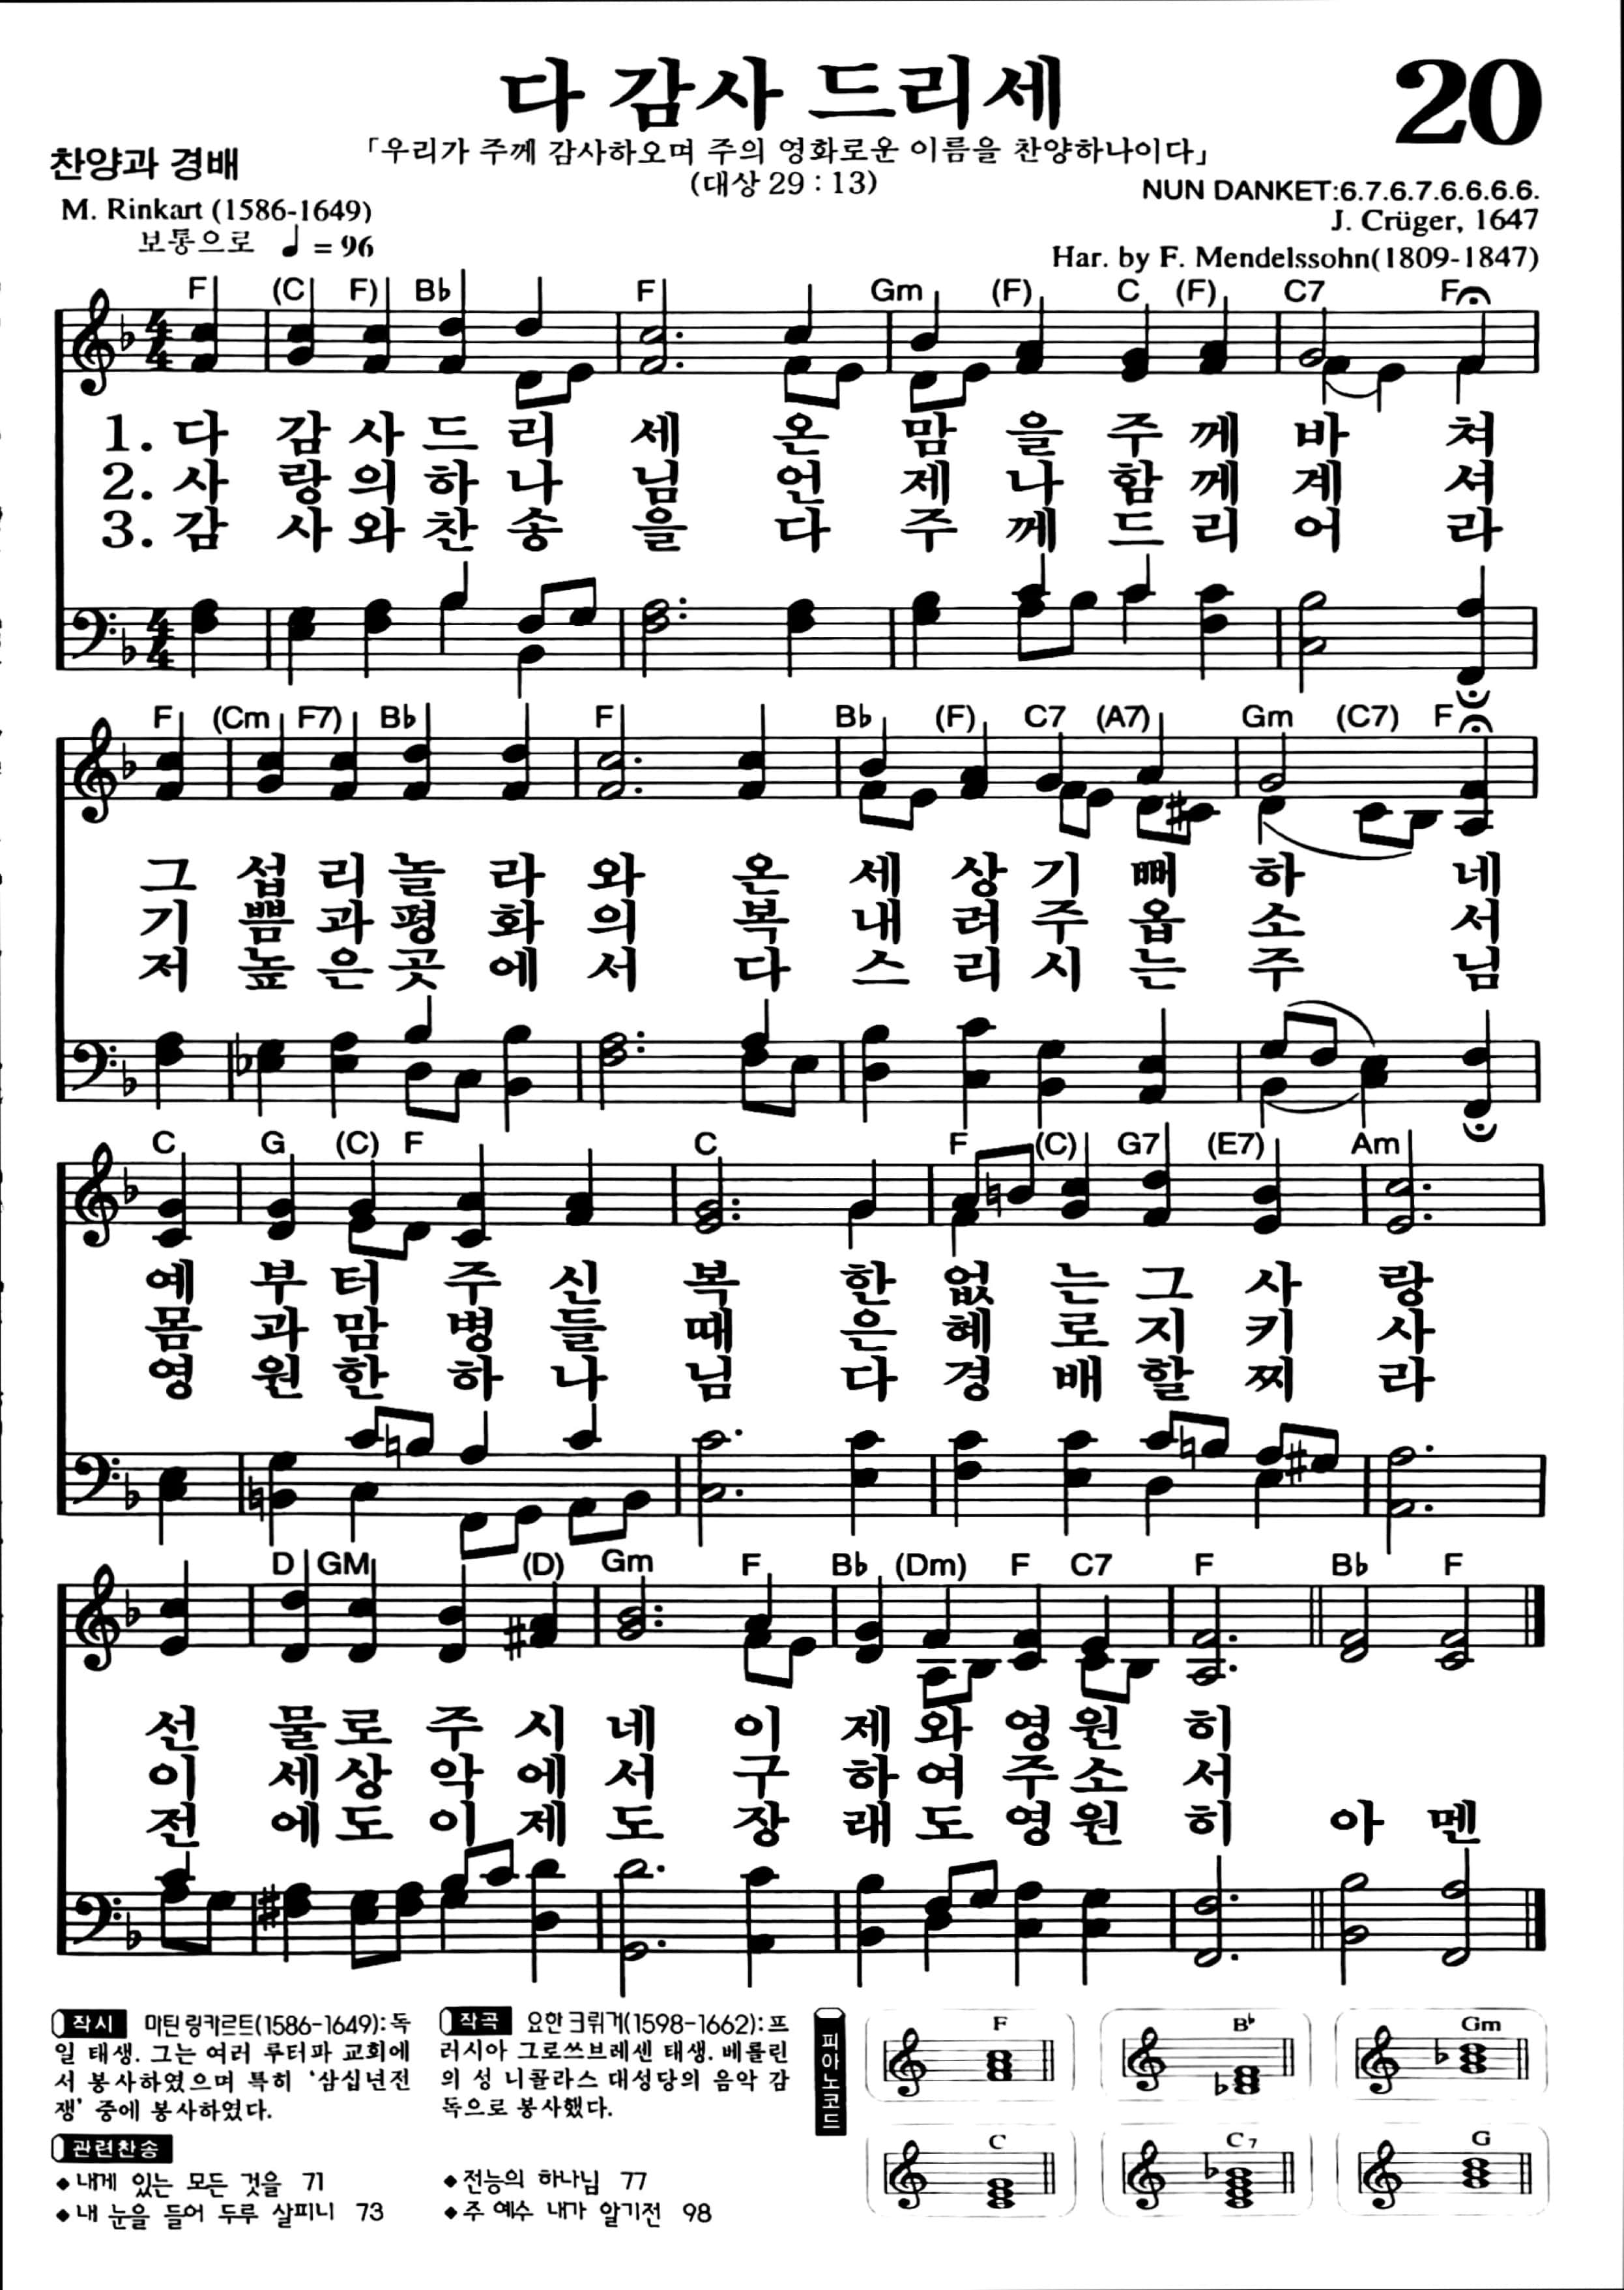 다 감사 드리세
20
「우리가 주께 감사하오며 주의 영화로운 이름을 찬양하나이다」
(대상 29 : 13)
찬양과 경배
M. Rinkart (1586-1649)
보통으로 ♩ = 96
NUN DANKET:6.7.6.7.6.6.6.6.
J. Crüger, 1647
Har. by F. Mendelssohn(1809-1847)
F (C F) B♭ F Gm (F) C (F) C7 F
4 4
1. 다 감 사 드 리 세 온 맘 을 주 께 바 쳐
2. 사 랑 의 하 나 님 언 제 나 함 께 계 셔
3. 감 사 와 찬 송 을 다 주 께 드 리 어 라
4 4
F (Cm F7) B♭ F B♭ (F) C7 (A7) Gm (C7) F
그 섭 리 놀 라 와 온 세 상 기 뻐 하 네
기 쁨 과 평 화 의 복 내 려 주 옵 소 서
저 높 은 곳 에 서 다 스 리 시 는 주 님
C G (C) F C F (C) G7 (E7) Am
예 부 터 주 신 복 한 없 는 그 사 랑
몸 과 맘 병 들 때 은 혜 로 지 키 사
영 원 한 하 나 님 다 경 배 할 찌 라
D GM (D) Gm F B♭ (Dm) F C7 F B♭ F
선 물 로 주 시 네 이 제 와 영 원 히
이 세 상 악 에 서 구 하 여 주 소 서
전 에 도 이 제 도 장 래 도 영 원 히 아 멘
작시 마틴 링카르트(1586-1649): 독
일 태생. 그는 여러 루터파 교회에
서 봉사하였으며 특히 '삼십년전
쟁' 중에 봉사하였다.
작곡 요한 크뤼거(1598-1662): 프
러시아 그로쓰브레센 태생. 베를린
의 성 니콜라스 대성당의 음악 감
독으로 봉사했다.
관련찬송
◆내게 있는 모든 것을 71
◆내 눈을 들어 두루 살피니 73
◆전능의 하나님 77
◆주 예수 내가 알기전 98
피아노코드
F B♭ Gm
C C7 G